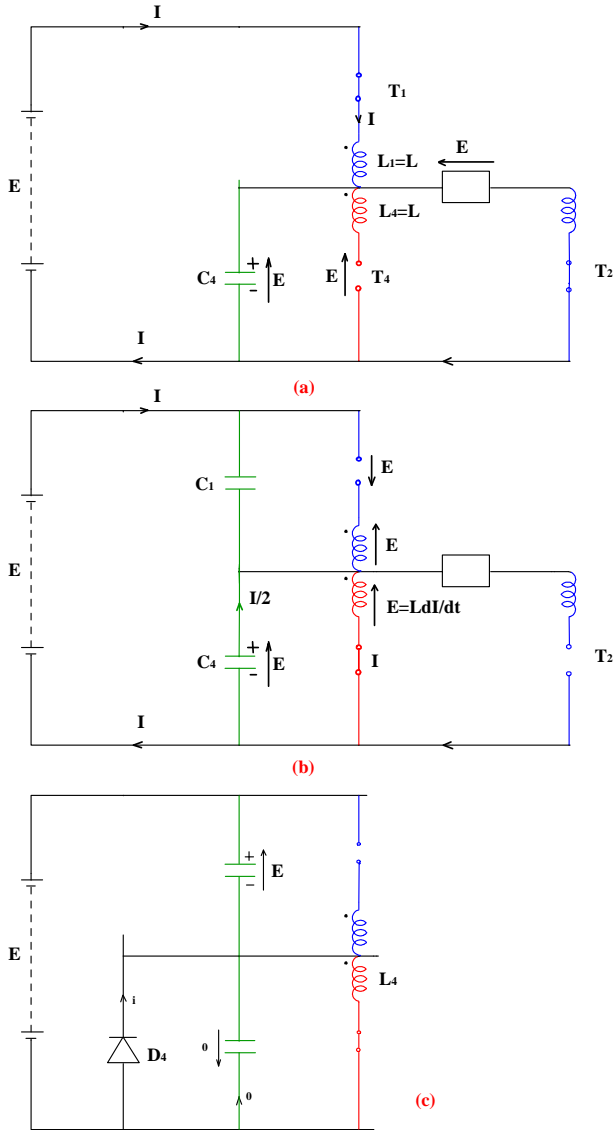 I
T1
I
E
L1=L
E
L4=L
+
E
C4
-
E
T4
T2
I
(a)
I
E
C1
E
E
I/2
E=LdI/dt
+
E
C4
-
I
T2
I
(b)
+
E
-
E
L4
i
0
D4
0
(c)